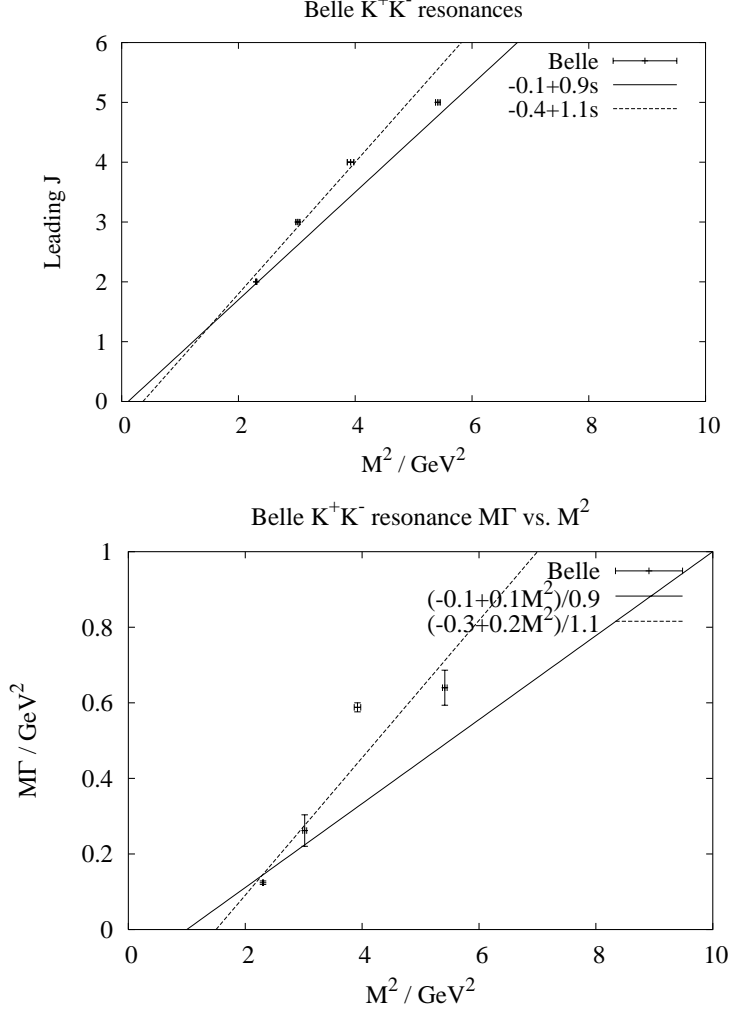 Belle K⁺K⁻ resonances
6
5
4
3
2
1
0
0 2 4 6 8 10
Leading J
M² / GeV²
Belle
-0.1+0.9s
-0.4+1.1s
Belle K⁺K⁻ resonance MΓ vs. M²
1
0.8
0.6
0.4
0.2
0
0 2 4 6 8 10
MΓ / GeV²
M² / GeV²
Belle
(-0.1+0.1M²)/0.9
(-0.3+0.2M²)/1.1